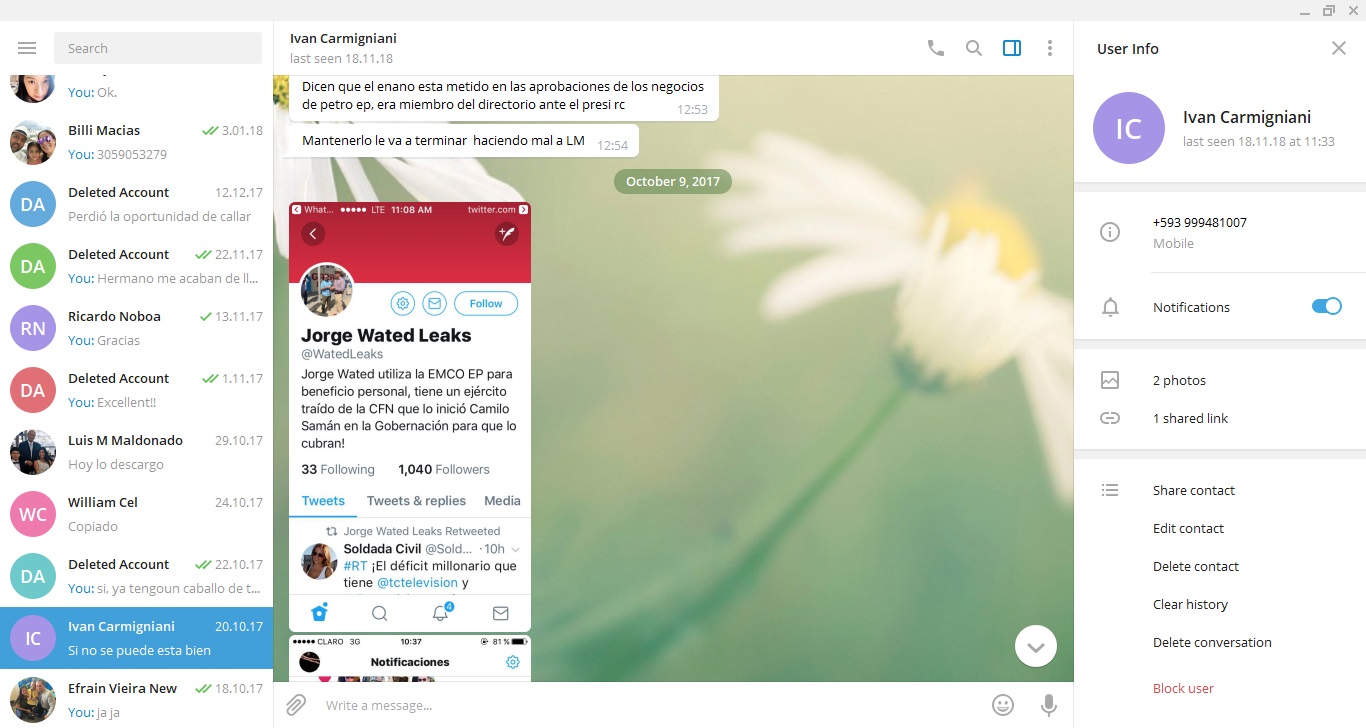 Search
You: Ok.
Billi Macias 3.01.18
You: 3059053279
Deleted Account 12.12.17
Perdió la oportunidad de callar
Deleted Account 22.11.17
You: Hermano me acaban de ll...
Ricardo Noboa 13.11.17
You: Gracias
Deleted Account 1.11.17
You: Excellent!!
Luis M Maldonado 29.10.17
Hoy lo descargo
William Cel 24.10.17
Copiado
Deleted Account 22.10.17
You: si, ya tengoun caballo de t...
Ivan Carmigniani 20.10.17
Si no se puede esta bien
Efrain Vieira New 18.10.17
You: ja ja
DA
DA
RN
DA
WC
DA
IC
Ivan Carmigniani
last seen 18.11.18
Dicen que el enano esta metido en las aprobaciones de los negocios
de petro ep, era miembro del directorio ante el presi rc 12:53
Mantenerlo le va a terminar haciendo mal a LM 12:54
October 9, 2017
What... LTE 11:08 AM twitter.com
Follow
Jorge Wated Leaks
@WatedLeaks
Jorge Wated utiliza la EMCO EP para
beneficio personal, tiene un ejército
traído de la CFN que lo inició Camilo
Samán en la Gobernación para que lo
cubran!
33 Following 1,040 Followers
Tweets Tweets & replies Media
Jorge Wated Leaks Retweeted
Soldada Civil @Sold... · 10h
#RT ¡El déficit millonario que
tiene @tctelevision y
4
CLARO 3G 10:37 81 %
Notificaciones
Write a message...
User Info
IC
Ivan Carmigniani
last seen 18.11.18 at 11:33
+593 999481007
Mobile
Notifications
2 photos
1 shared link
Share contact
Edit contact
Delete contact
Clear history
Delete conversation
Block user